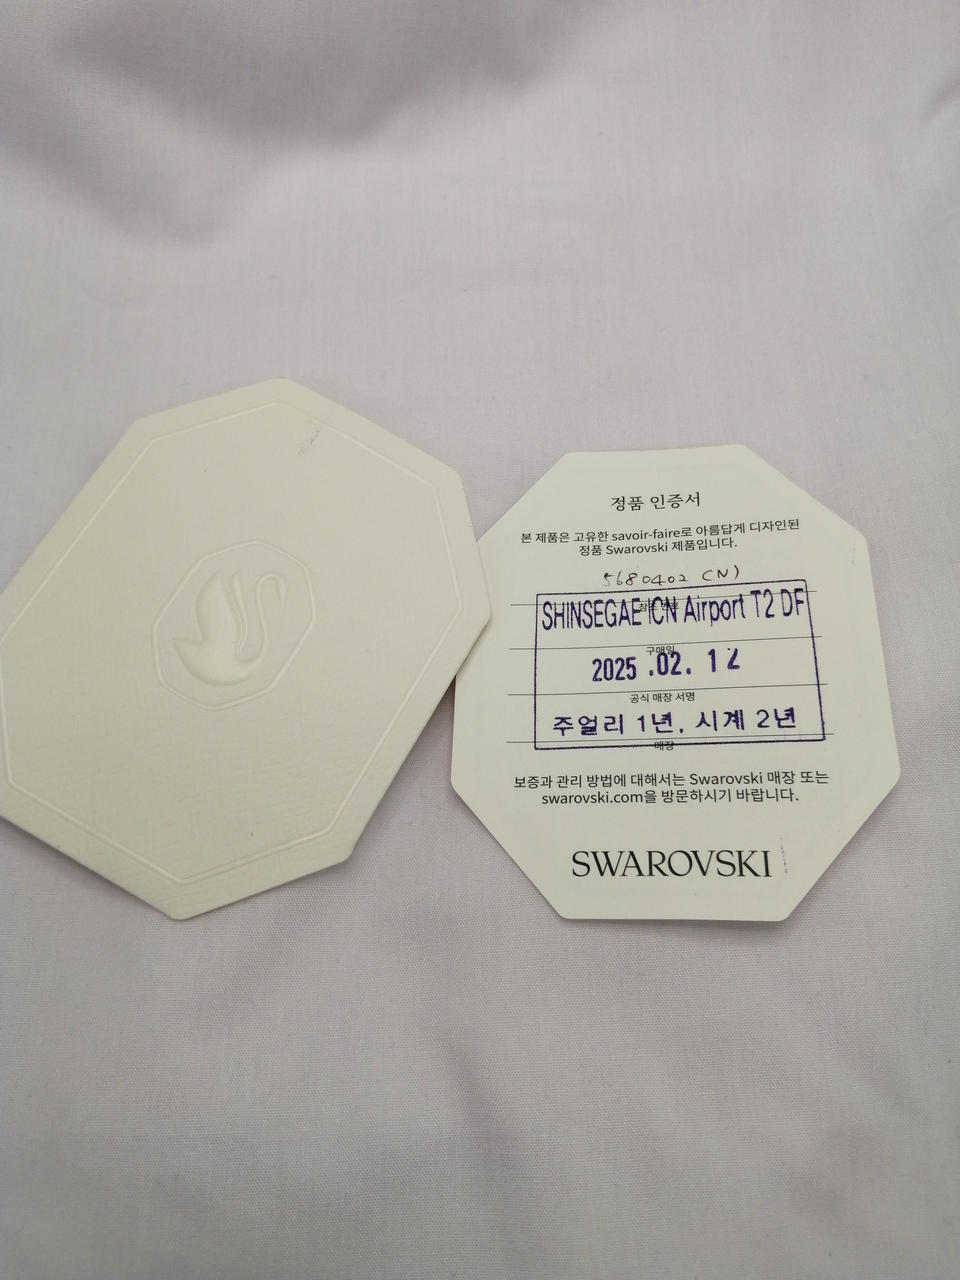 정품 인증서
본 제품은 고유한 savoir-faire로 아름답게 디자인된
정품 Swarovski 제품입니다.
5680402 (N)
참조 번호
SHINSEGAE ICN Airport T2 DF
구매일
2025 .02. 12
공식 매장 서명
주얼리 1년, 시계 2년
매장
보증과 관리 방법에 대해서는 Swarovski 매장 또는
swarovski.com을 방문하시기 바랍니다.
SWAROVSKI